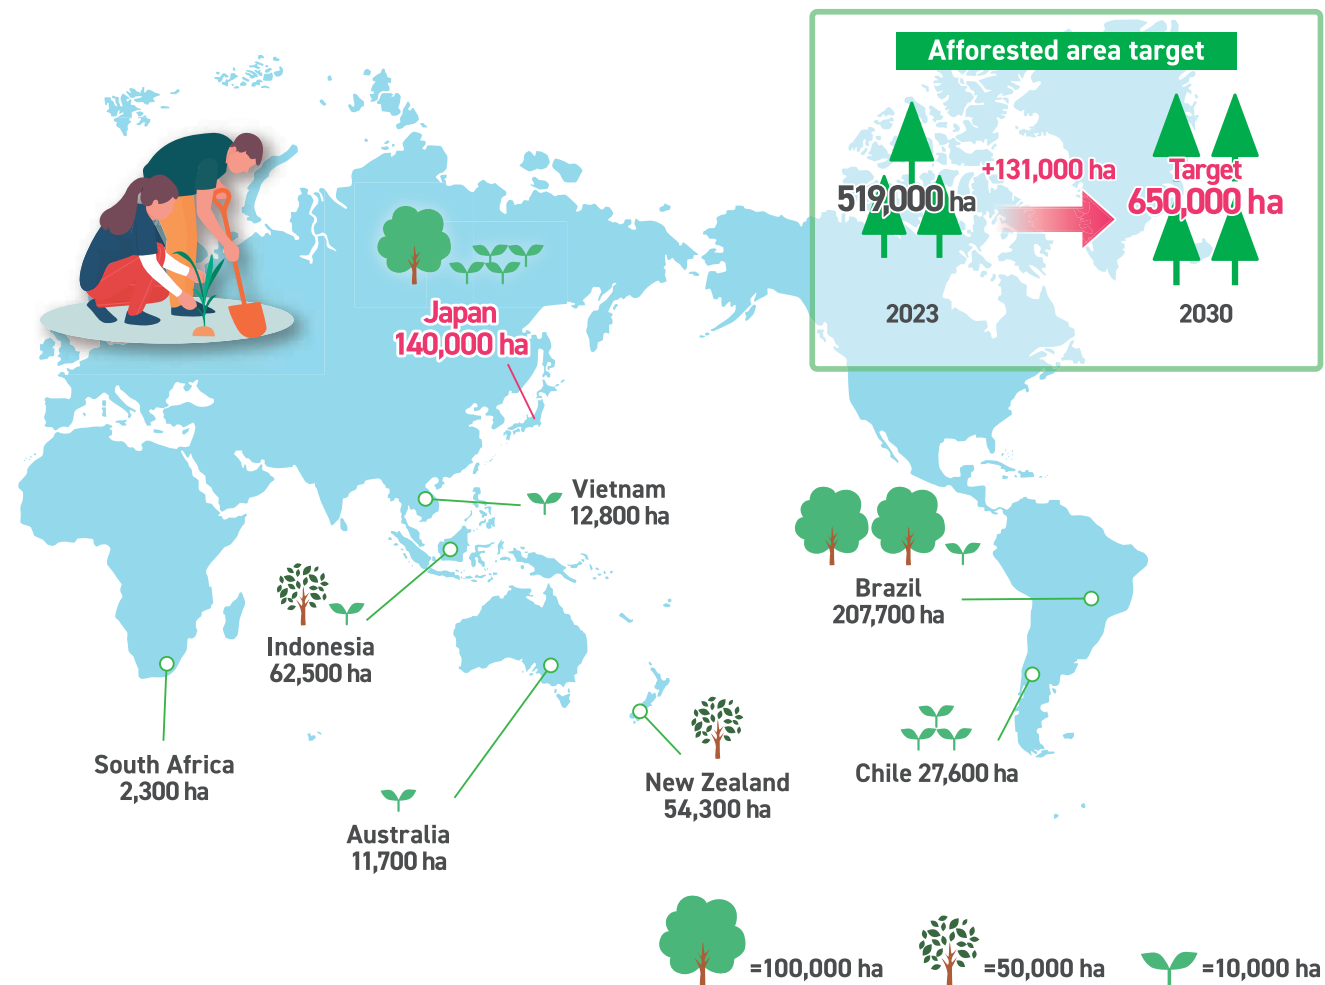 Afforested area target
519,000 ha
+131,000 ha
Target
650,000 ha
2023
2030
Japan
140,000 ha
Vietnam
12,800 ha
Indonesia
62,500 ha
Brazil
207,700 ha
South Africa
2,300 ha
Australia
11,700 ha
New Zealand
54,300 ha
Chile 27,600 ha
=100,000 ha
=50,000 ha
=10,000 ha